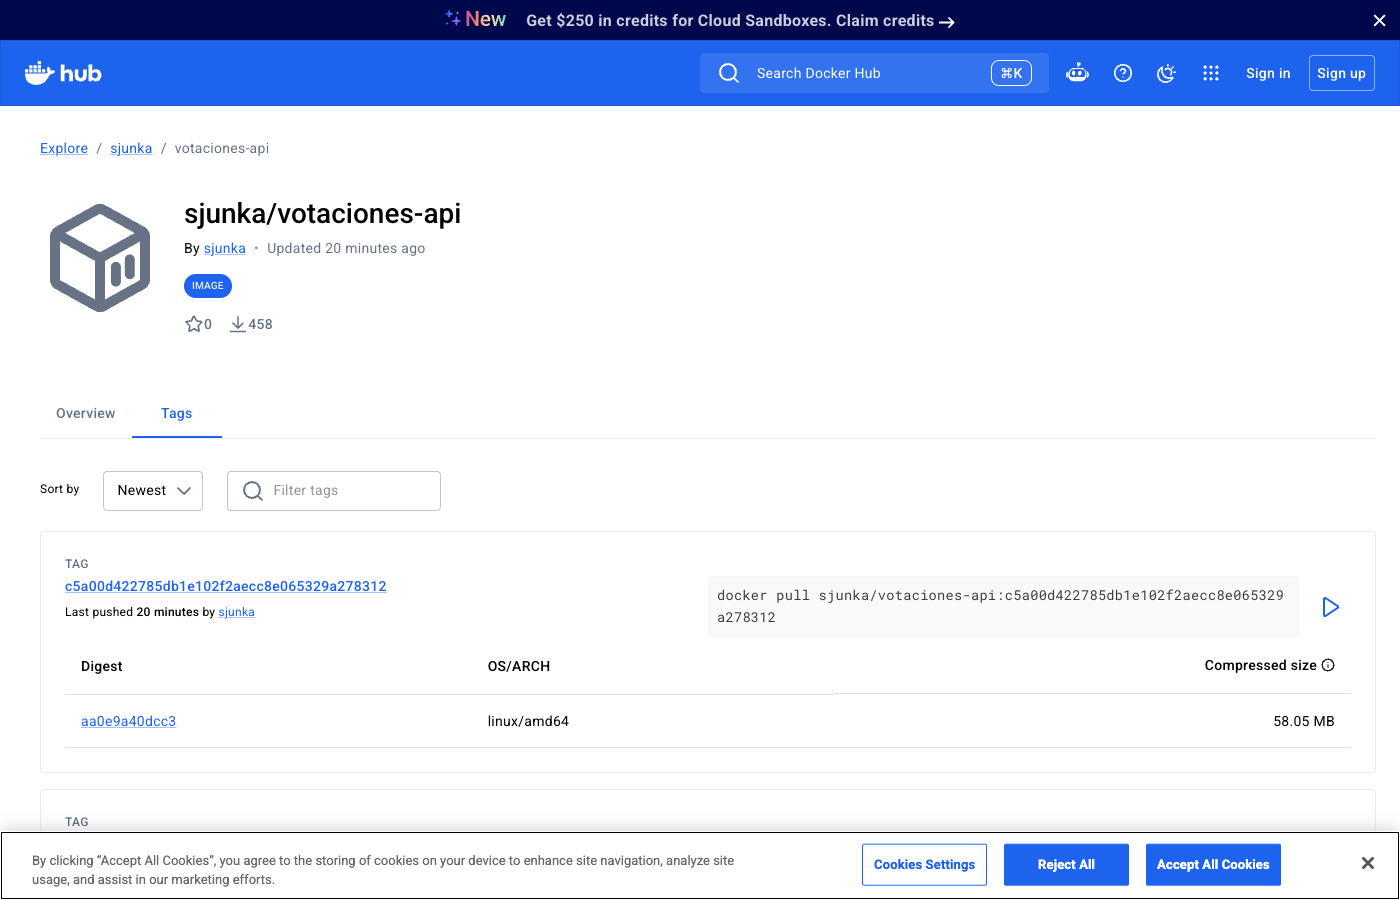 New Get $250 in credits for Cloud Sandboxes. Claim credits →
hub
Search Docker Hub
⌘K
Sign in
Sign up
Explore / sjunka / votaciones-api
sjunka/votaciones-api
By sjunka • Updated 20 minutes ago
IMAGE
0 458
Overview
Tags
Sort by
Newest
Filter tags
TAG
c5a00d422785db1e102f2aecc8e065329a278312
Last pushed 20 minutes by sjunka
docker pull sjunka/votaciones-api:c5a00d422785db1e102f2aecc8e065329
a278312
Digest OS/ARCH Compressed size
aa0e9a40dcc3 linux/amd64 58.05 MB
TAG
By clicking “Accept All Cookies”, you agree to the storing of cookies on your device to enhance site navigation, analyze site
usage, and assist in our marketing efforts.
Cookies Settings
Reject All
Accept All Cookies